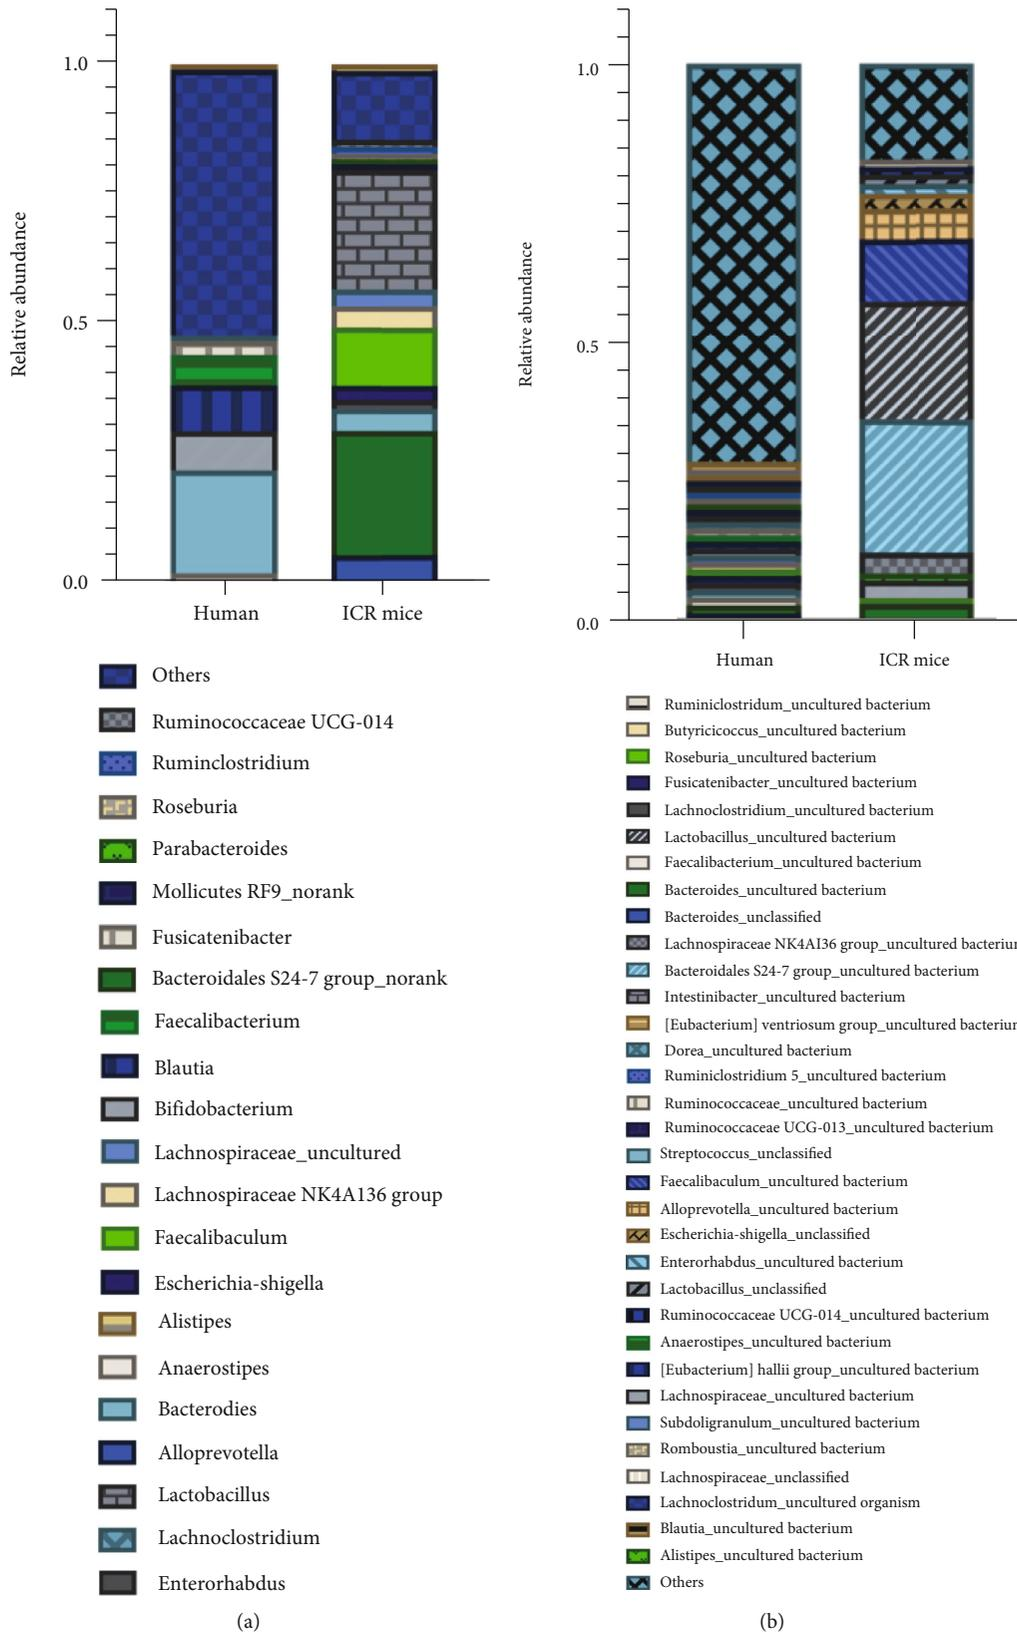 Relative abundance
1.0
0.5
0.0
Human
ICR mice
Others
Ruminococcaceae UCG-014
Ruminclostridium
Roseburia
Parabacteroides
Mollicutes RF9_norank
Fusicatenibacter
Bacteroidales S24-7 group_norank
Faecalibacterium
Blautia
Bifidobacterium
Lachnospiraceae_uncultured
Lachnospiraceae NK4A136 group
Faecalibaculum
Escherichia-shigella
Alistipes
Anaerostipes
Bacterodies
Alloprevotella
Lactobacillus
Lachnoclostridium
Enterorhabdus
(a)
Relative abundance
1.0
0.5
0.0
Human
ICR mice
Ruminiclostridum_uncultured bacterium
Butyricicoccus_uncultured bacterium
Roseburia_uncultured bacterium
Fusicatenibacter_uncultured bacterium
Lachnoclostridium_uncultured bacterium
Lactobacillus_uncultured bacterium
Faecalibacterium_uncultured bacterium
Bacteroides_uncultured bacterium
Bacteroides_unclassified
Lachnospiraceae NK4AI36 group_uncultured bacteriu
Bacteroidales S24-7 group_uncultured bacterium
Intestinibacter_uncultured bacterium
[Eubacterium] ventriosum group_uncultured bacteriu
Dorea_uncultured bacterium
Ruminiclostridium 5_uncultured bacterium
Ruminococcaceae_uncultured bacterium
Ruminococcaceae UCG-013_uncultured bacterium
Streptococcus_unclassified
Faecalibaculum_uncultured bacterium
Alloprevotella_uncultured bacterium
Escherichia-shigella_unclassified
Enterorhabdus_uncultured bacterium
Lactobacillus_unclassified
Ruminococcaceae UCG-014_uncultured bacterium
Anaerostipes_uncultured bacterium
[Eubacterium] hallii group_uncultured bacterium
Lachnospiraceae_uncultured bacterium
Subdoligranulum_uncultured bacterium
Romboustia_uncultured bacterium
Lachnospiraceae_unclassified
Lachnoclostridum_uncultured organism
Blautia_uncultured bacterium
Alistipes_uncultured bacterium
Others
(b)